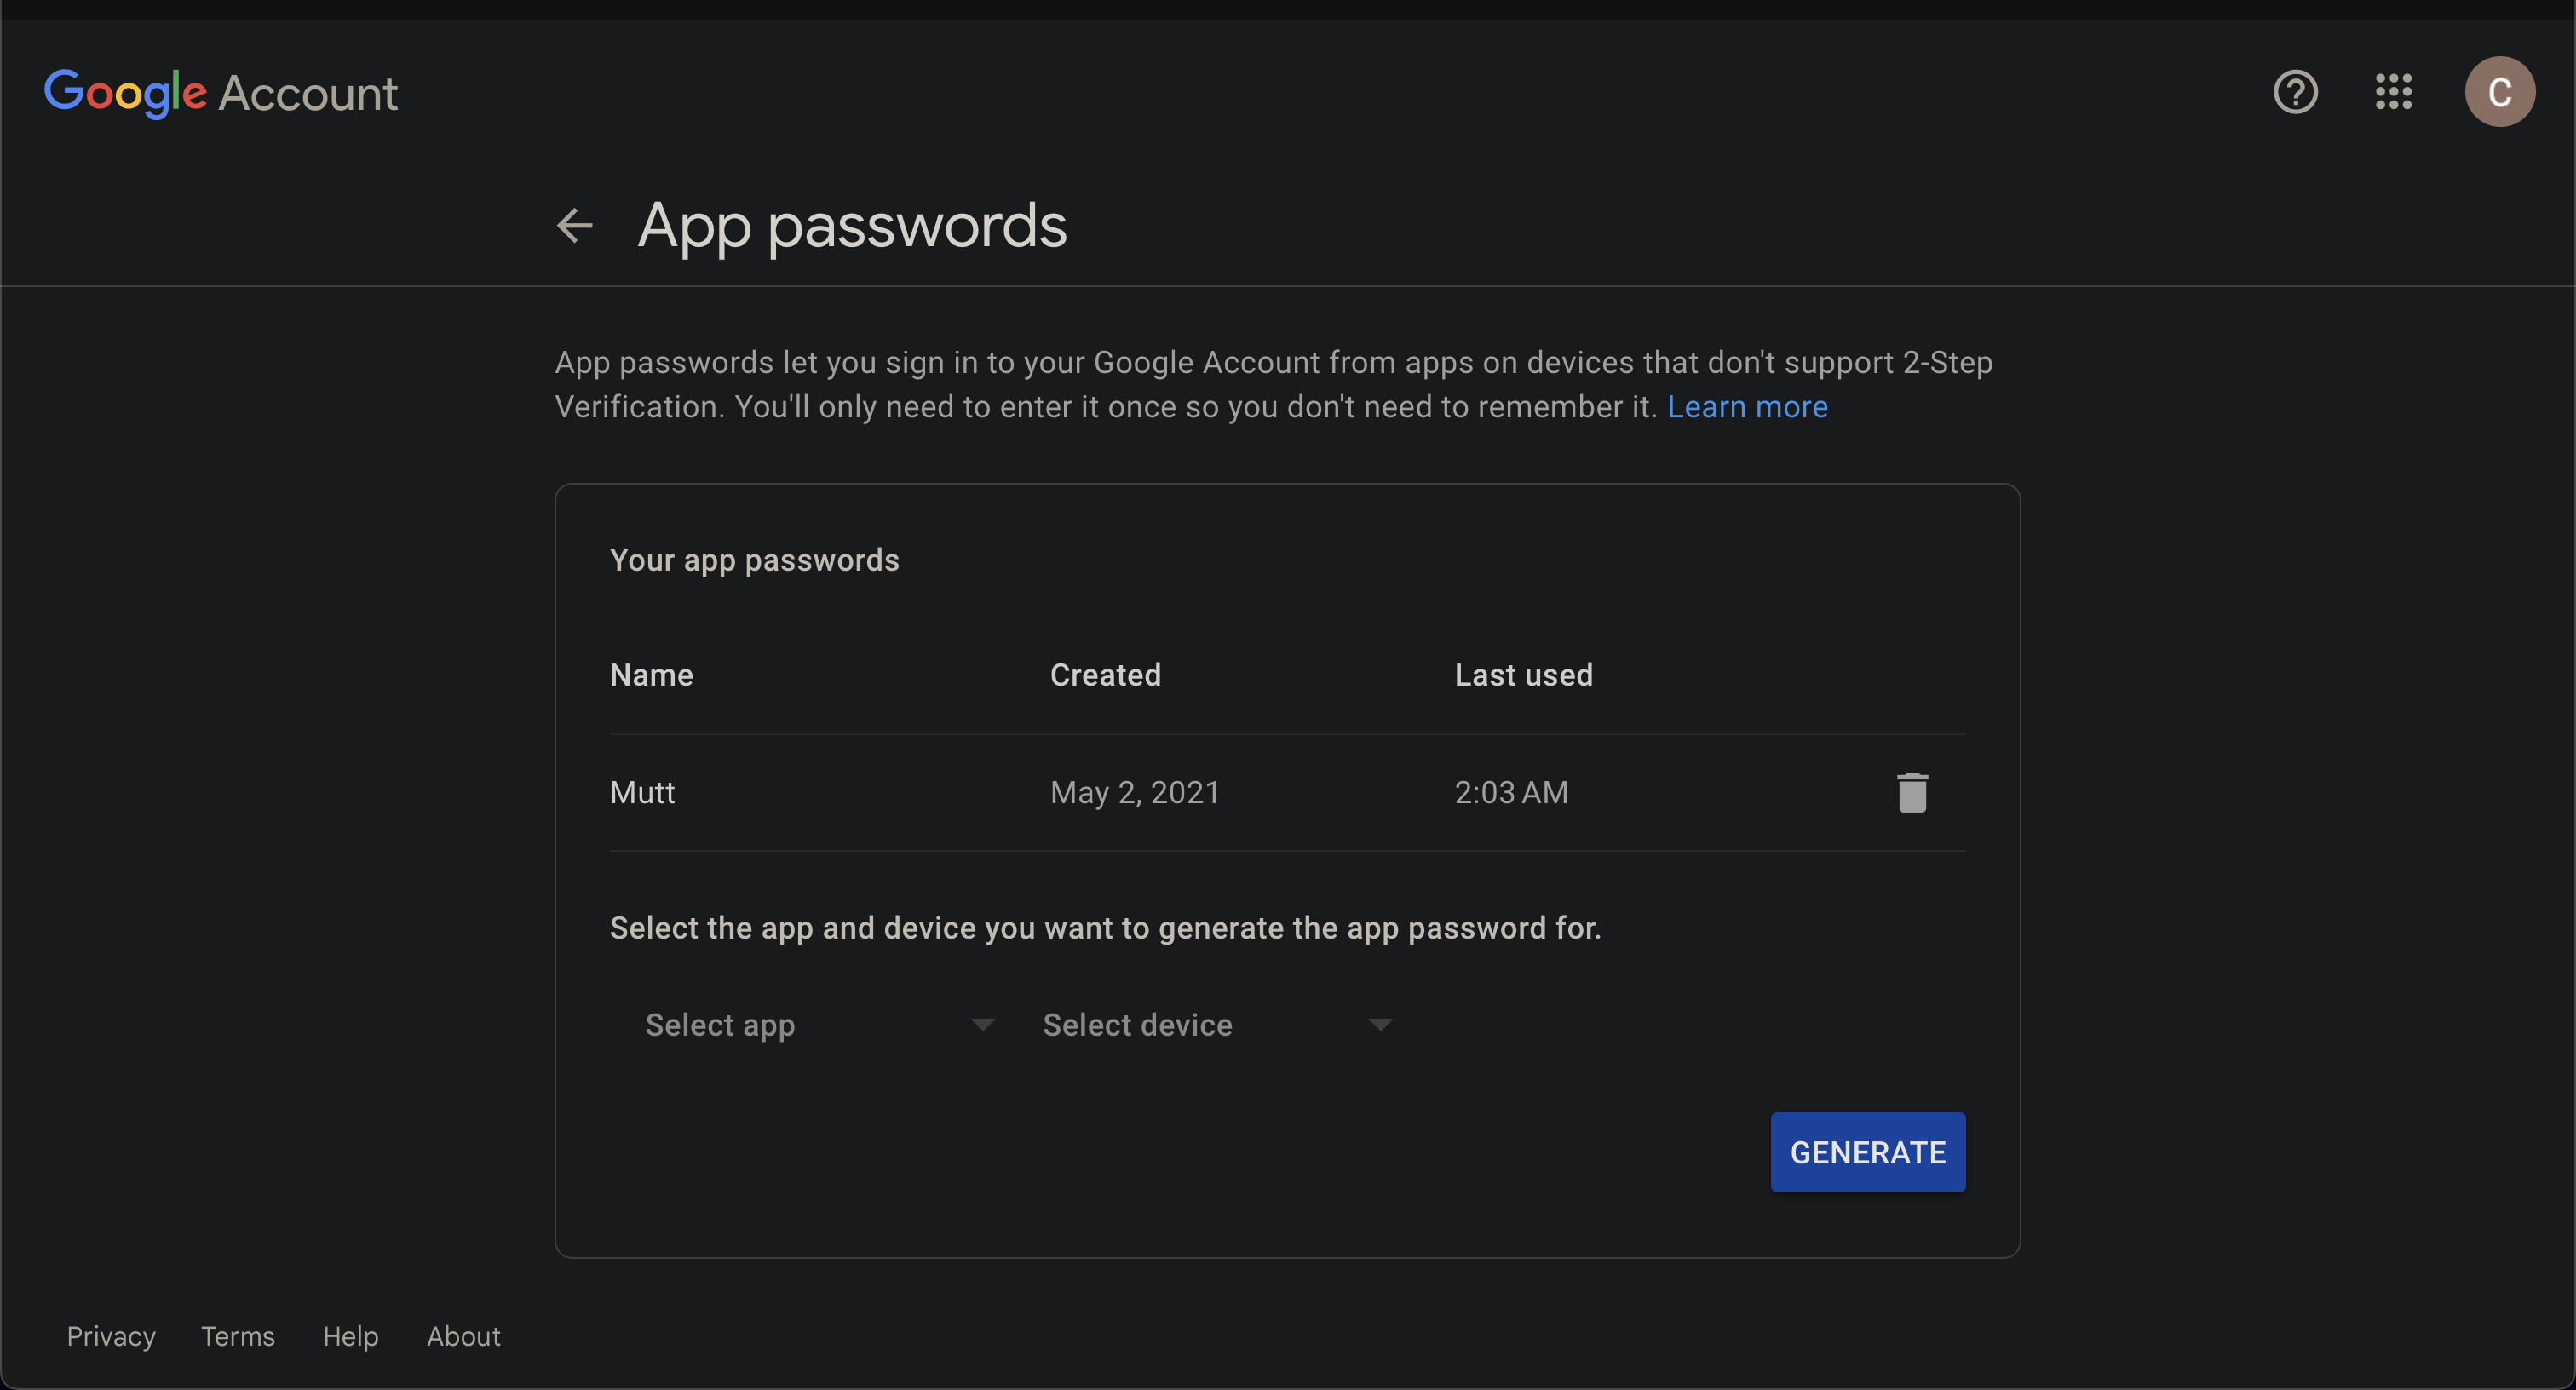 Google Account
C
App passwords
App passwords let you sign in to your Google Account from apps on devices that don't support 2-Step
Verification. You'll only need to enter it once so you don't need to remember it. Learn more
Your app passwords
Name Created Last used
Mutt May 2, 2021 2:03 AM
Select the app and device you want to generate the app password for.
Select app Select device
GENERATE
Privacy Terms Help About